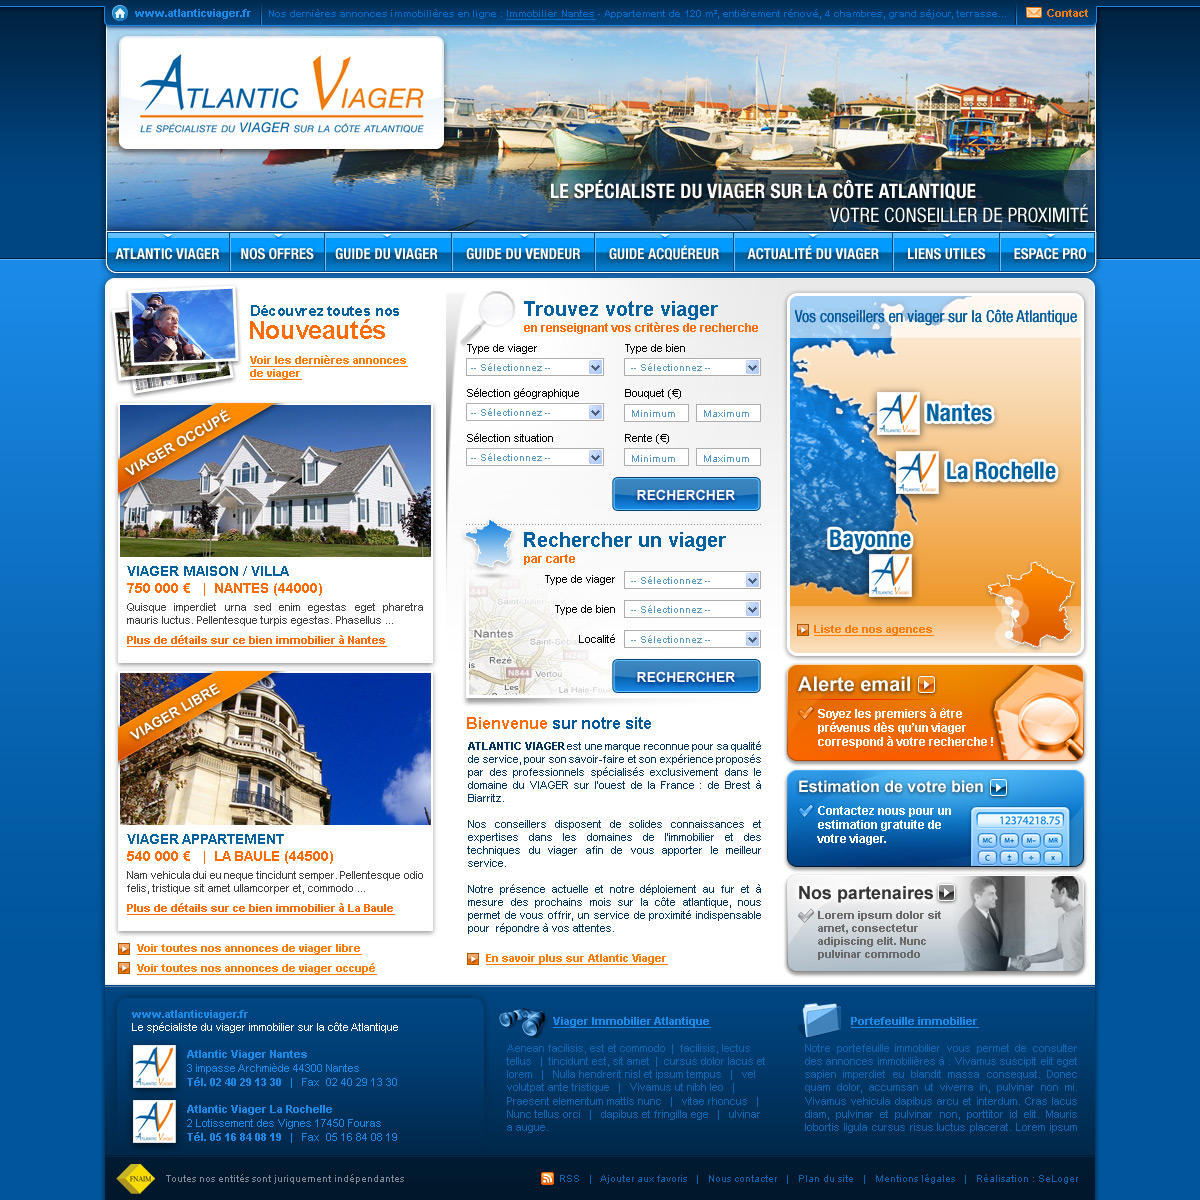 www.atlanticviager.fr
Nos dernières annonces immobilières en ligne : Immobilier Nantes - Appartement de 120 m², entièrement rénové, 4 chambres, grand séjour, terrasse...
Contact
ATLANTIC VIAGER
LE SPÉCIALISTE DU VIAGER SUR LA CÔTE ATLANTIQUE
LE SPÉCIALISTE DU VIAGER SUR LA CÔTE ATLANTIQUE
VOTRE CONSEILLER DE PROXIMITÉ
ATLANTIC VIAGER
NOS OFFRES
GUIDE DU VIAGER
GUIDE DU VENDEUR
GUIDE ACQUÉREUR
ACTUALITÉ DU VIAGER
LIENS UTILES
ESPACE PRO
Découvrez toutes nos
Nouveautés
Voir les dernières annonces
de viager
VIAGER OCCUPÉ
VIAGER MAISON / VILLA
750 000 € | NANTES (44000)
Quisque imperdiet urna sed enim egestas eget pharetra
mauris luctus. Pellentesque turpis egestas. Phasellus ...
Plus de détails sur ce bien immobilier à Nantes
VIAGER LIBRE
VIAGER APPARTEMENT
540 000 € | LA BAULE (44500)
Nam vehicula dui eu neque tincidunt semper. Pellentesque odio
felis, tristique sit amet ullamcorper et, commodo ...
Plus de détails sur ce bien immobilier à La Baule
Voir toutes nos annonces de viager libre
Voir toutes nos annonces de viager occupé
Trouvez votre viager
en renseignant vos critères de recherche
Type de viager
Type de bien
-- Sélectionnez --
-- Sélectionnez --
Sélection géographique
Bouquet (€)
-- Sélectionnez --
Minimum
Maximum
Sélection situation
Rente (€)
-- Sélectionnez --
Minimum
Maximum
RECHERCHER
Rechercher un viager
par carte
Type de viager
-- Sélectionnez --
Type de bien
-- Sélectionnez --
Localité
-- Sélectionnez --
Saint-Julien
Nantes
Saint-Sébastien
Rezé
N844
Vertou
Les
La Haie-Fouassière
RECHERCHER
Bienvenue sur notre site
ATLANTIC VIAGER est une marque reconnue pour sa qualité
de service, pour son savoir-faire et son expérience proposés
par des professionnels spécialisés exclusivement dans le
domaine du VIAGER sur l'ouest de la France : de Brest à
Biarritz.
Nos conseillers disposent de solides connaissances et
expertises dans les domaines de l'immobilier et des
techniques du viager afin de vous apporter le meilleur
service.
Notre présence actuelle et notre déploiement au fur et à
mesure des prochains mois sur la côte atlantique, nous
permet de vous offrir, un service de proximité indispensable
pour répondre à vos attentes.
En savoir plus sur Atlantic Viager
Vos conseillers en viager sur la Côte Atlantique
AV ATLANTIC VIAGER
Nantes
AV ATLANTIC VIAGER
La Rochelle
Bayonne
AV ATLANTIC VIAGER
Liste de nos agences
Alerte email
Soyez les premiers à être
prévenus dès qu'un viager
correspond à votre recherche !
Estimation de votre bien
Contactez nous pour un
estimation gratuite de
votre viager.
12374218.75
MC M+ M- MR
C ± ÷ x
Nos partenaires
Lorem ipsum dolor sit
amet, consectetur
adipiscing elit. Nunc
pulvinar commodo
www.atlanticviager.fr
Le spécialiste du viager immobilier sur la côte Atlantique
AV ATLANTIC VIAGER
Atlantic Viager Nantes
3 impasse Archmiède 44300 Nantes
Tél. 02 40 29 13 30 | Fax 02 40 29 13 30
AV ATLANTIC VIAGER
Atlantic Viager La Rochelle
2 Lotissement des Vignes 17450 Fouras
Tél. 05 16 84 08 19 | Fax 05 16 84 08 19
Viager Immobilier Atlantique
Aenean facilisis, est et commodo | facilisis, lectus
tellus | tincidunt est, sit amet | cursus dolor lacus et
lorem | Nulla hendrerit nisl et ipsum tempus | vel
volutpat ante tristique | Vivamus ut nibh leo |
Praesent elementum mattis nunc | vitae rhoncus |
Nunc tellus orci | dapibus et fringilla ege | ulvinar
a augue.
Portefeuille immobilier
Notre portefeuille immobilier vous permet de consulter
des annonces immobilières à : Vivamus suscipit elit eget
sapien imperdiet eu blandit massa consequat. Donec
quam dolor, accumsan ut viverra in, pulvinar non mi.
Vivamus vehicula dapibus arcu et interdum. Cras lacus
diam, pulvinar et pulvinar non, porttitor id elit. Mauris
lobortis ligula cursus risus luctus placerat. Lorem ipsum
FNAIM
Toutes nos entités sont juriquement indépendantes
RSS | Ajouter aux favoris | Nous contacter | Plan du site | Mentions légales | Réalisation : SeLoger